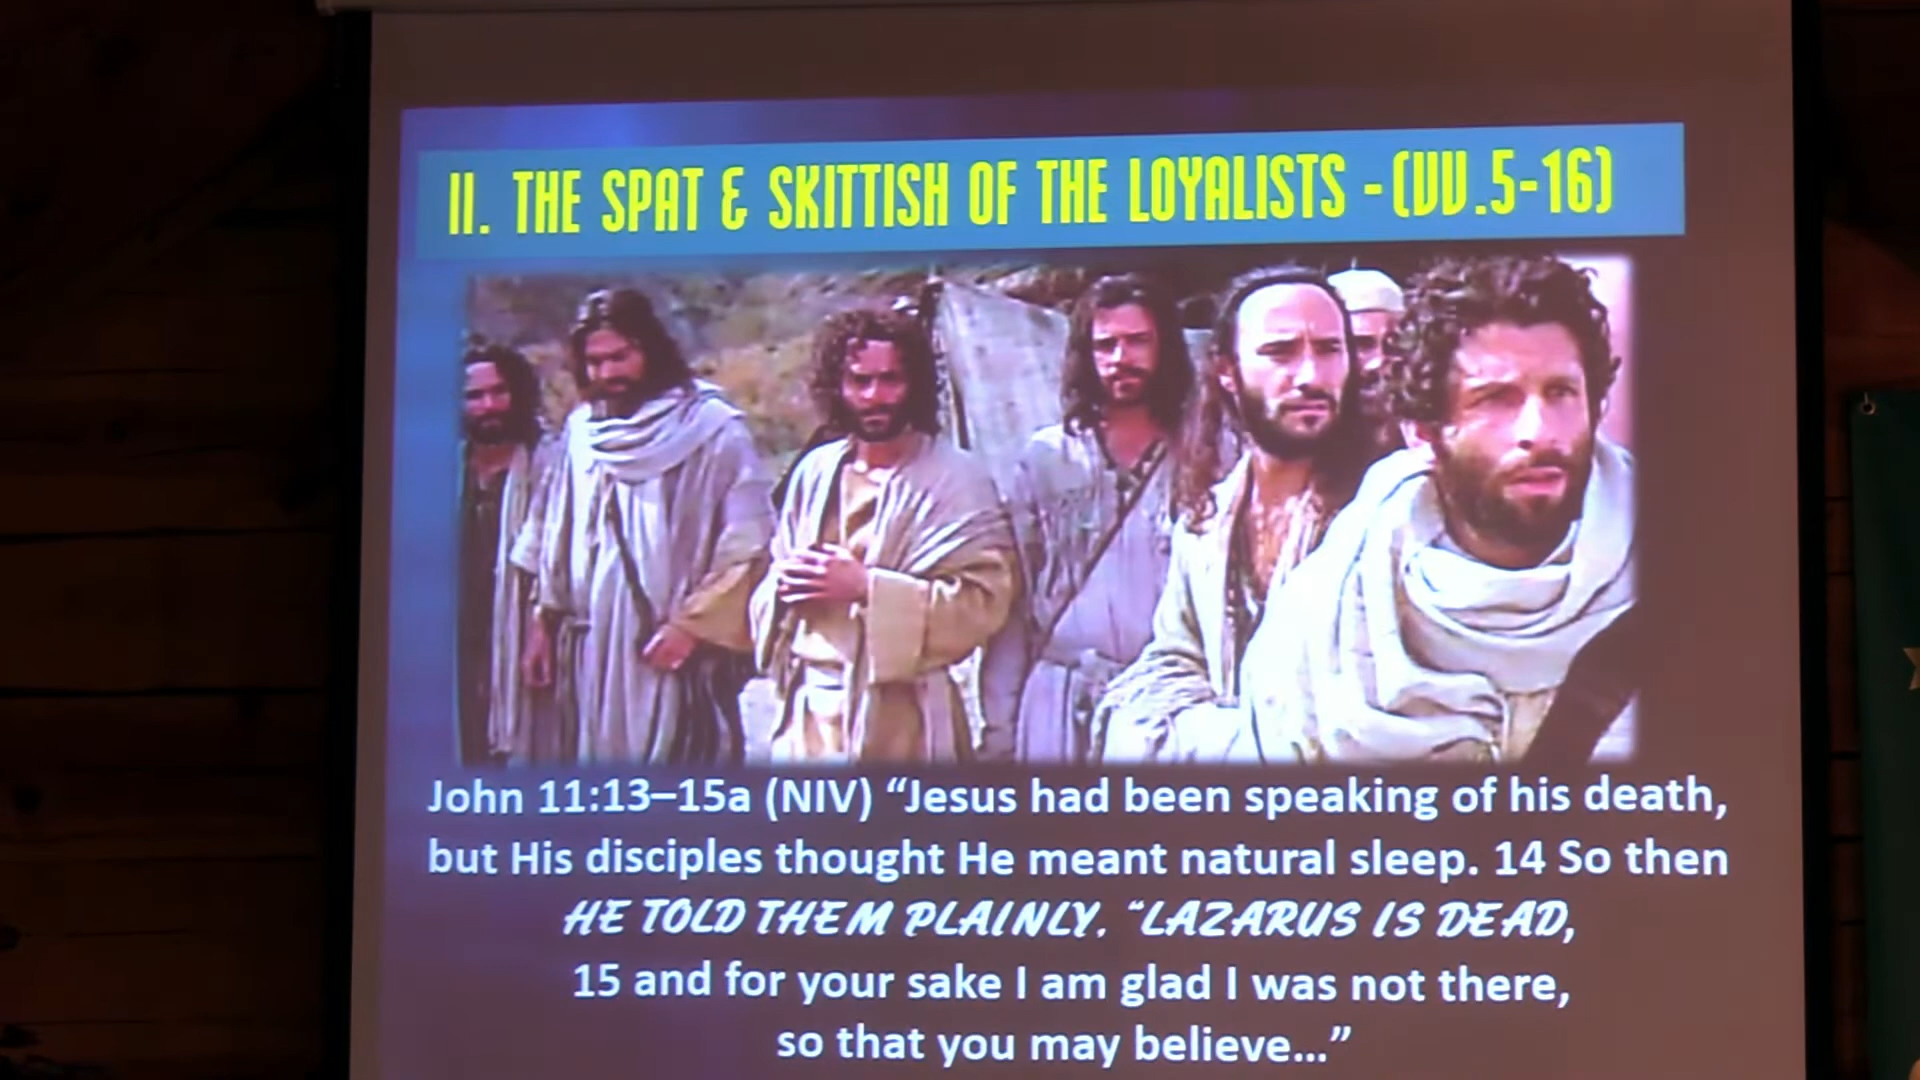 II. THE SPAT & SKITTISH OF THE LOYALISTS - (VV.5-16)
John 11:13–15a (NIV) “Jesus had been speaking of his death,
but His disciples thought He meant natural sleep. 14 So then
HE TOLD THEM PLAINLY, “LAZARUS IS DEAD,
15 and for your sake I am glad I was not there,
so that you may believe...”